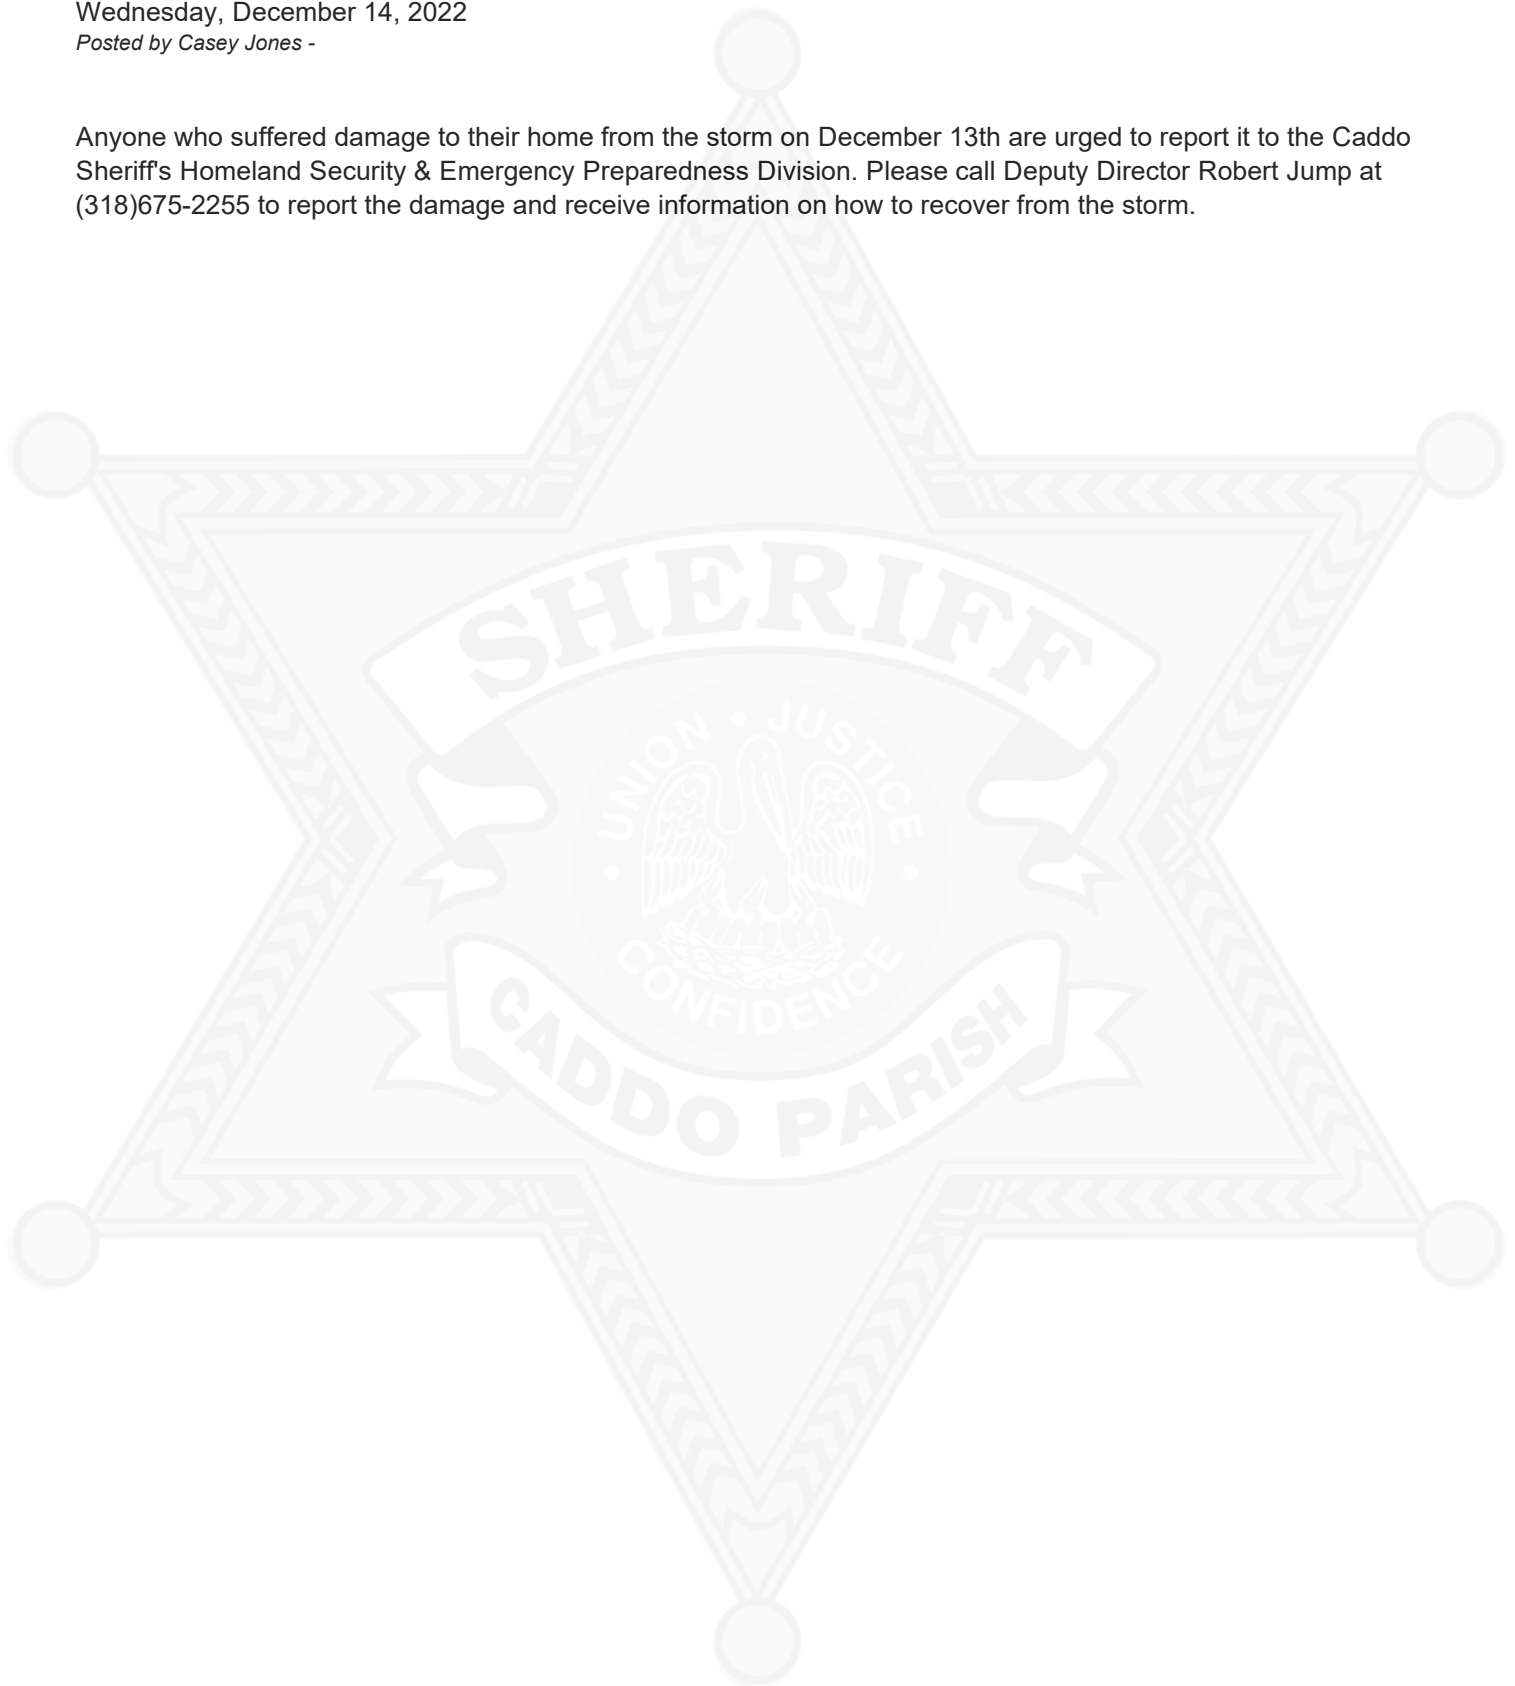 Wednesday, December 14, 2022
Posted by Casey Jones -
Anyone who suffered damage to their home from the storm on December 13th are urged to report it to the Caddo
Sheriff's Homeland Security & Emergency Preparedness Division. Please call Deputy Director Robert Jump at
(318)675-2255 to report the damage and receive information on how to recover from the storm.
SHERIFF
UNION • JUSTICE
• CONFIDENCE •
CADDO PARISH